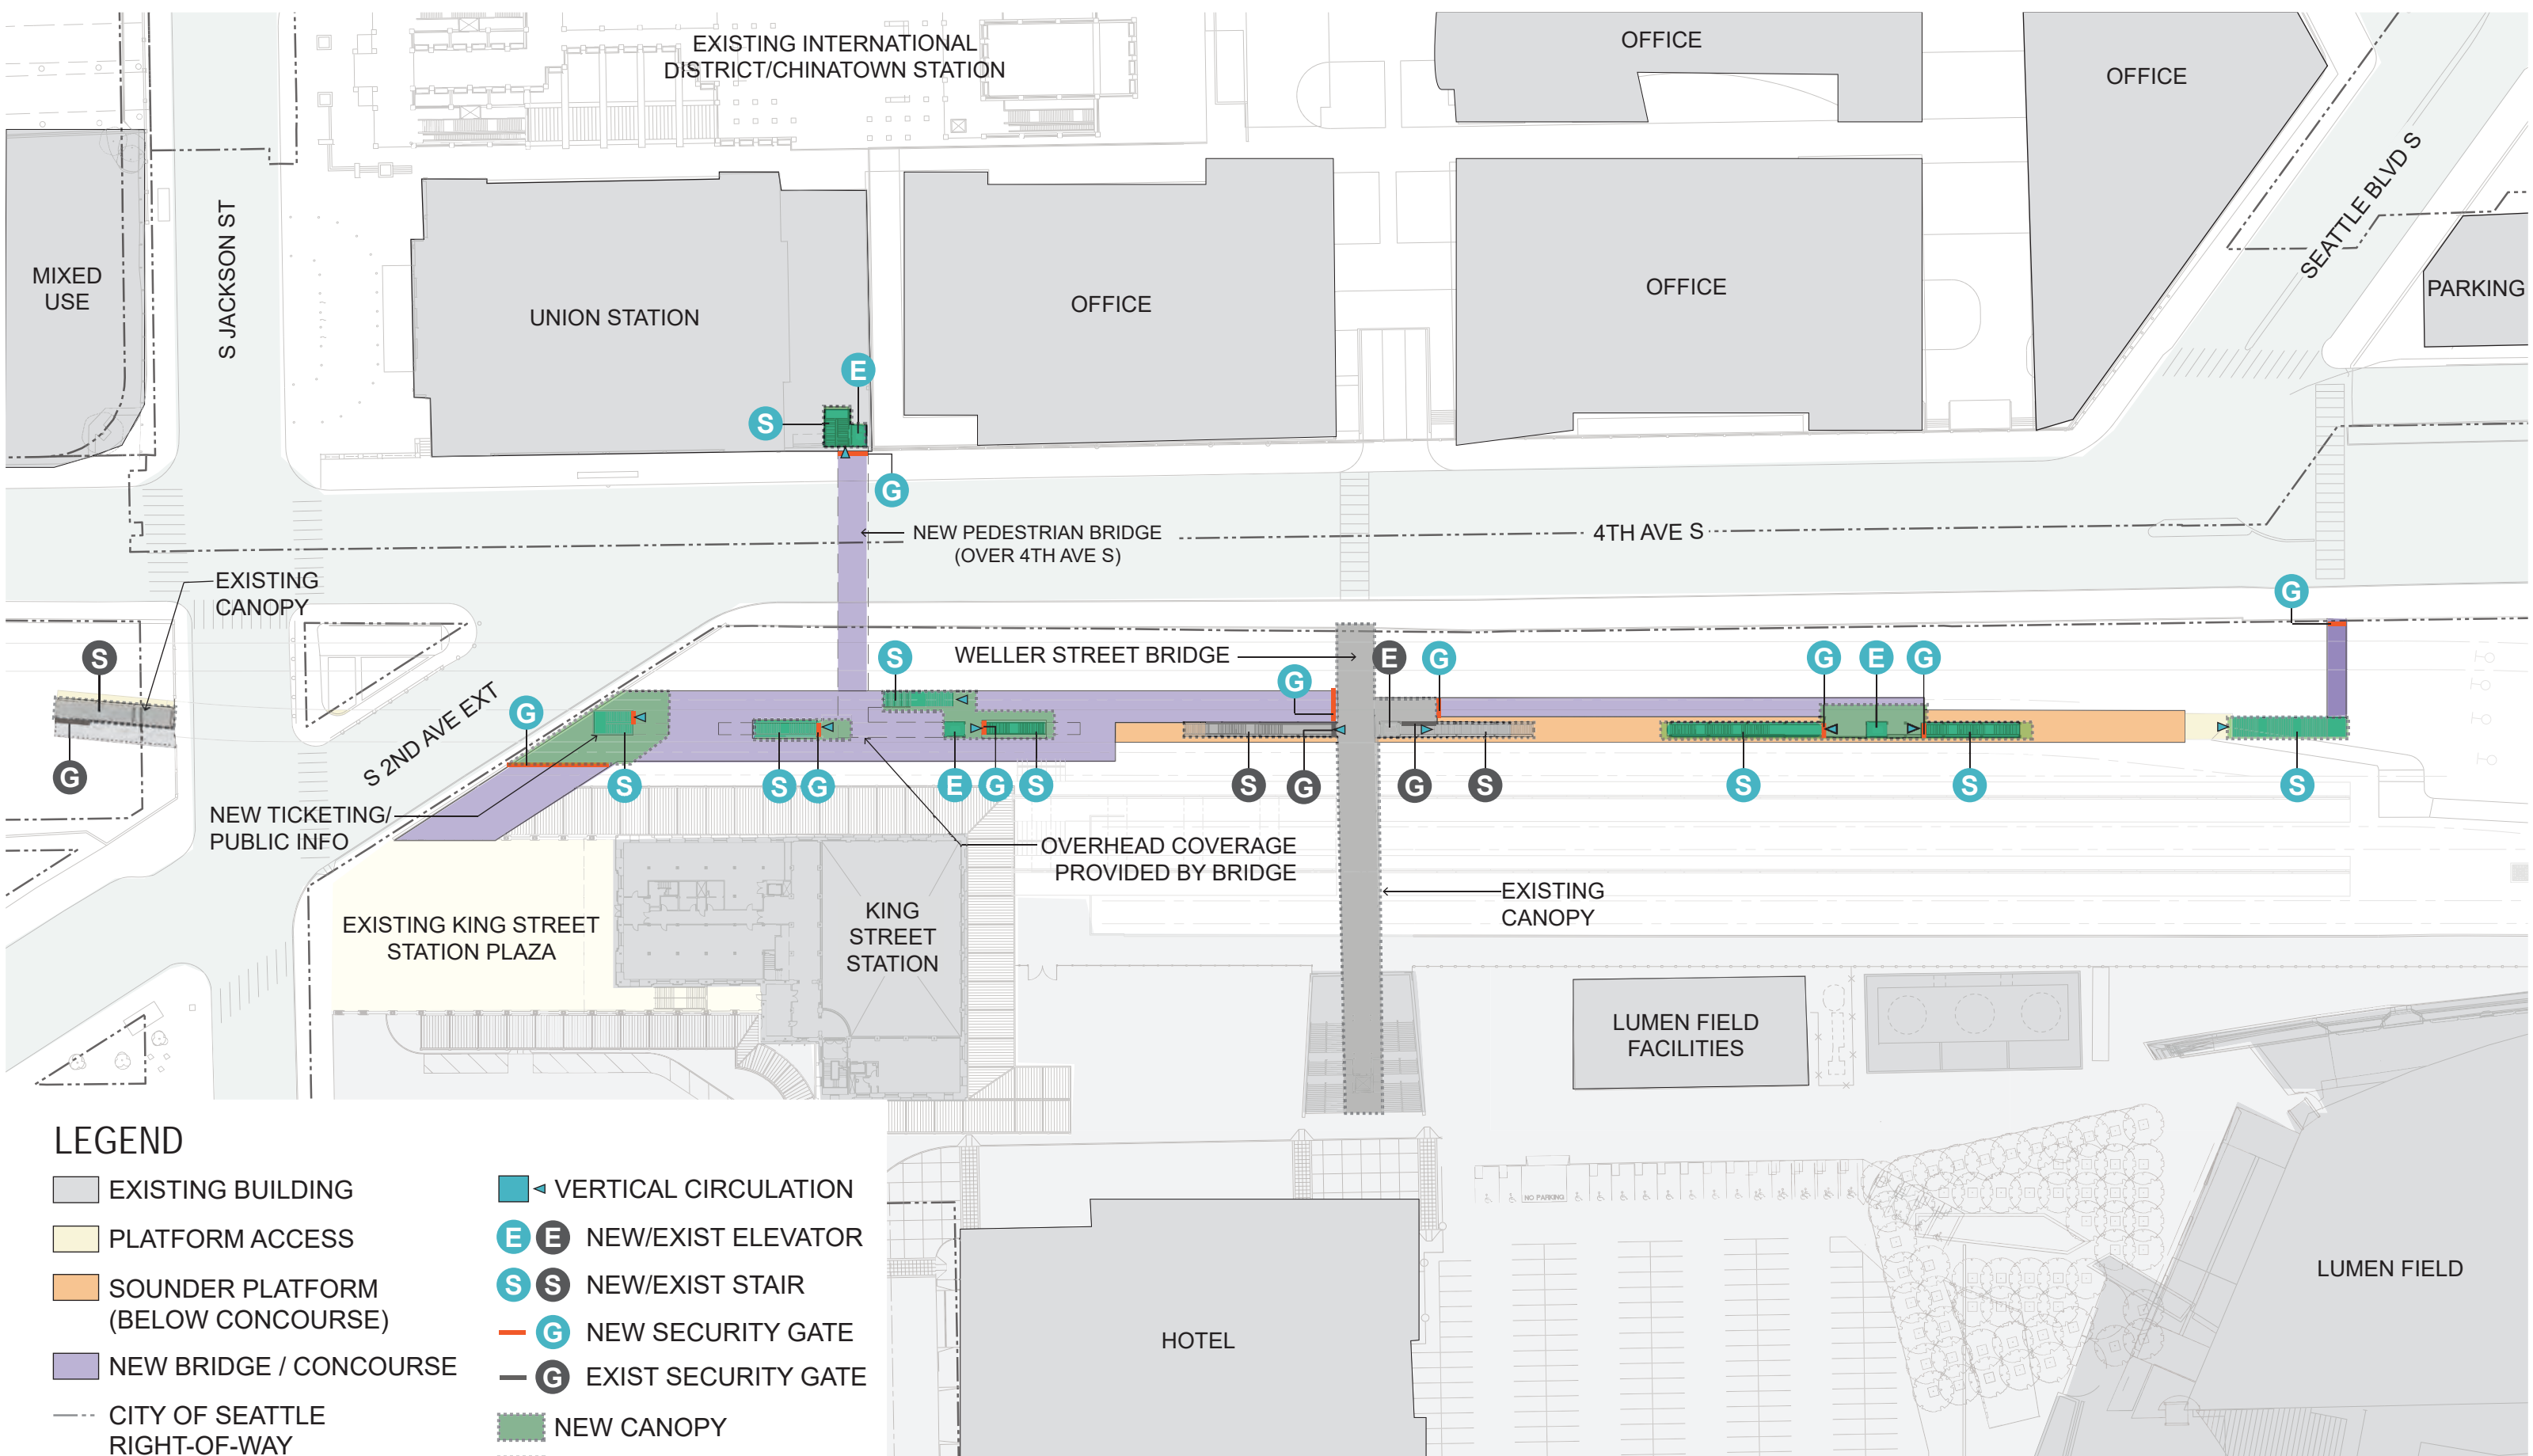 EXISTING INTERNATIONAL
DISTRICT/CHINATOWN STATION
OFFICE
OFFICE
SEATTLE BLVD S
MIXED
USE
S JACKSON ST
UNION STATION
OFFICE
OFFICE
PARKING
E
S
G
NEW PEDESTRIAN BRIDGE
(OVER 4TH AVE S)
4TH AVE S
EXISTING
CANOPY
G
S
S
WELLER STREET BRIDGE
E
G
G
E
G
G
G
S 2ND AVE EXT
G
S
S
G
E
G
S
S
G
G
S
S
S
S
NEW TICKETING/
PUBLIC INFO
OVERHEAD COVERAGE
PROVIDED BY BRIDGE
EXISTING
CANOPY
EXISTING KING STREET
STATION PLAZA
KING
STREET
STATION
LUMEN FIELD
FACILITIES
NO PARKING
HOTEL
LUMEN FIELD
LEGEND
EXISTING BUILDING
PLATFORM ACCESS
SOUNDER PLATFORM
(BELOW CONCOURSE)
NEW BRIDGE / CONCOURSE
CITY OF SEATTLE
RIGHT-OF-WAY
VERTICAL CIRCULATION
E E NEW/EXIST ELEVATOR
S S NEW/EXIST STAIR
G NEW SECURITY GATE
G EXIST SECURITY GATE
NEW CANOPY